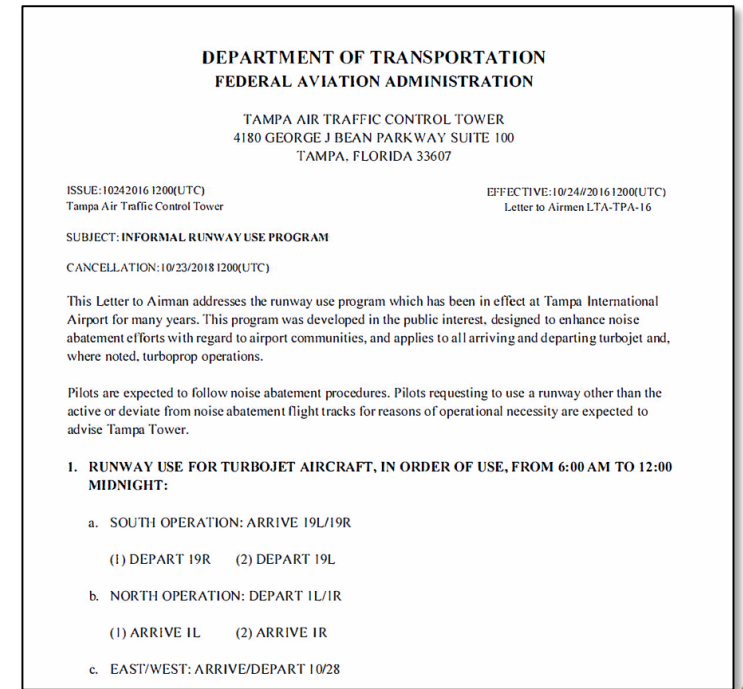 DEPARTMENT OF TRANSPORTATION
FEDERAL AVIATION ADMINISTRATION
TAMPA AIR TRAFFIC CONTROL TOWER
4180 GEORGE J BEAN PARKWAY SUITE 100
TAMPA, FLORIDA 33607
ISSUE:10242016 1200(UTC) EFFECTIVE:10/24//2016 1200(UTC)
Tampa Air Traffic Control Tower Letter to Airmen LTA-TPA-16
SUBJECT: INFORMAL RUNWAY USE PROGRAM
CANCELLATION:10/23/2018 1200(UTC)
This Letter to Airman addresses the runway use program which has been in effect at Tampa International
Airport for many years. This program was developed in the public interest, designed to enhance noise
abatement efforts with regard to airport communities, and applies to all arriving and departing turbojet and,
where noted, turboprop operations.
Pilots are expected to follow noise abatement procedures. Pilots requesting to use a runway other than the
active or deviate from noise abatement flight tracks for reasons of operational necessity are expected to
advise Tampa Tower.
1. RUNWAY USE FOR TURBOJET AIRCRAFT, IN ORDER OF USE, FROM 6:00 AM TO 12:00
MIDNIGHT:
a. SOUTH OPERATION: ARRIVE 19L/19R
(1) DEPART 19R (2) DEPART 19L
b. NORTH OPERATION: DEPART 1L/1R
(1) ARRIVE 1L (2) ARRIVE 1R
c. EAST/WEST: ARRIVE/DEPART 10/28